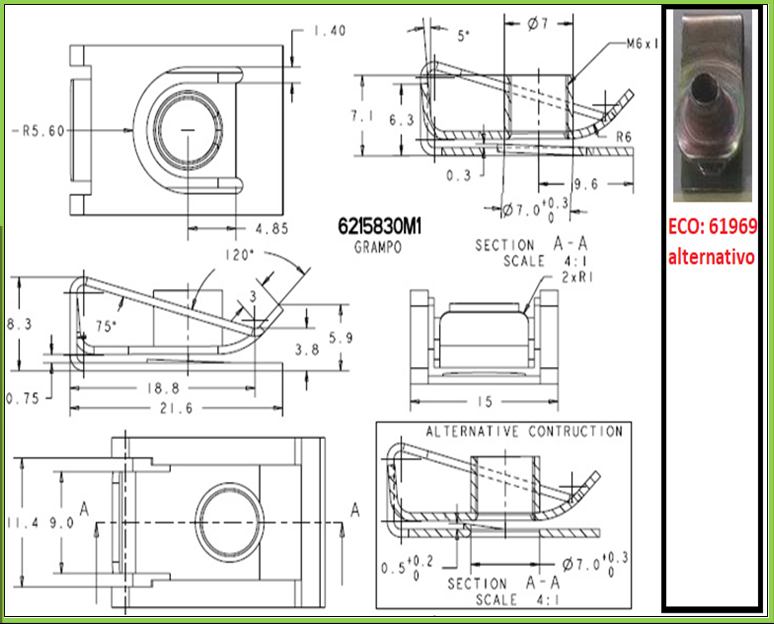 1.40
R5.60
4.85
5°
Ø7
M6x1
7.1
6.3
0.3
R6
9.6
Ø7.0 +0.3 0
6215830M1
GRAMPO
SECTION A-A
SCALE 4:1
ECO: 61969
alternativo
120°
3
75°
8.3
5.9
3.8
0.75
18.8
21.6
2xR1
15
A
A
11.4
9.0
ALTERNATIVE CONTRUCTION
0.5 +0.2 0
Ø7.0 +0.3 0
SECTION A-A
SCALE 4:1